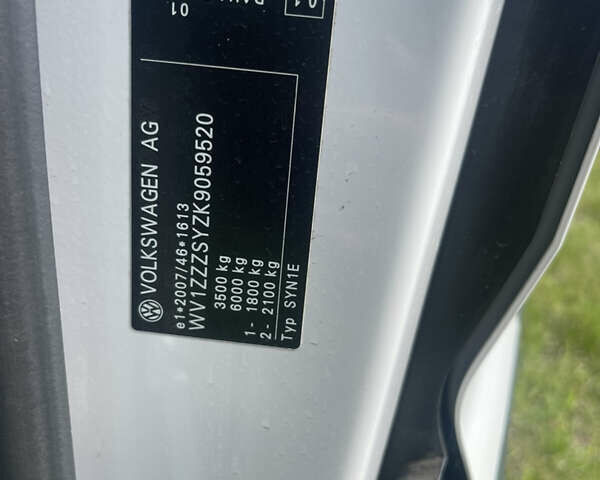 VOLKSWAGEN AG
e1*2007/46*1613
WV1ZZZSYZK9059520
3500 kg
6000 kg
1- 1800 kg
2- 2100 kg
Typ SYN1E
01